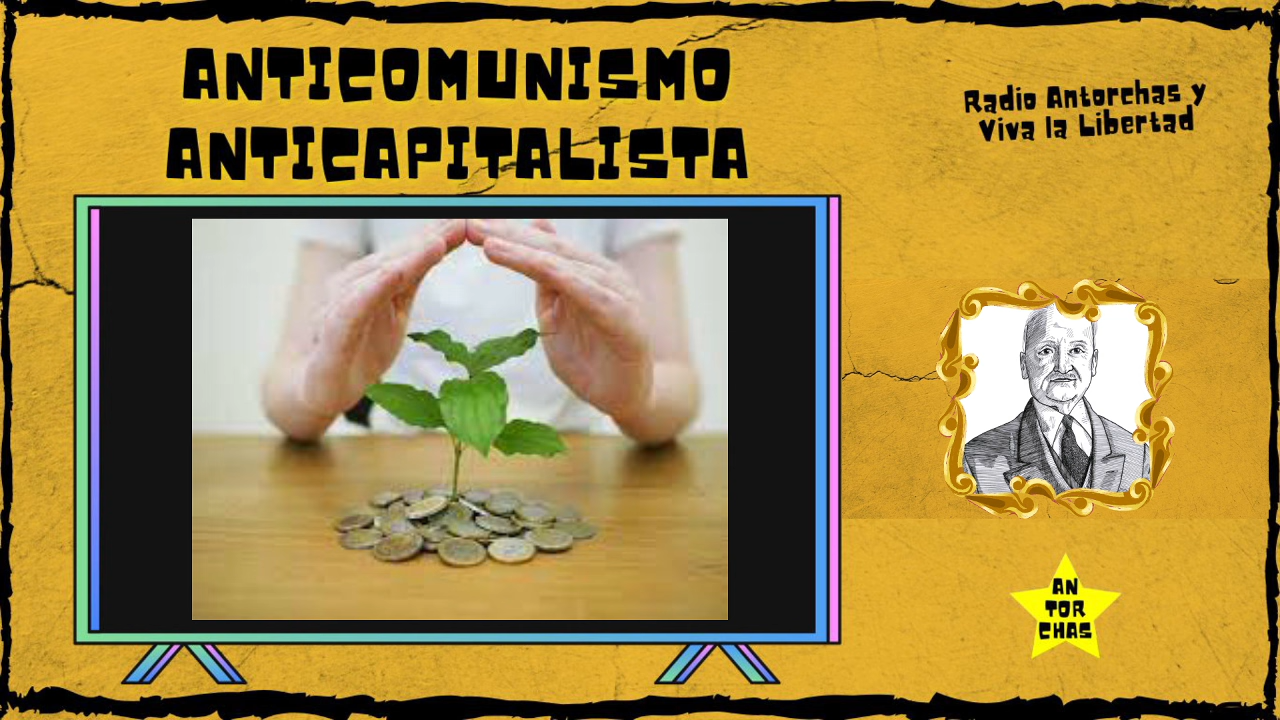 ANTICOMUNISMO
ANTICAPITALISTA
Radio Antorchas y
Viva la Libertad
AN
TOR
CHAS